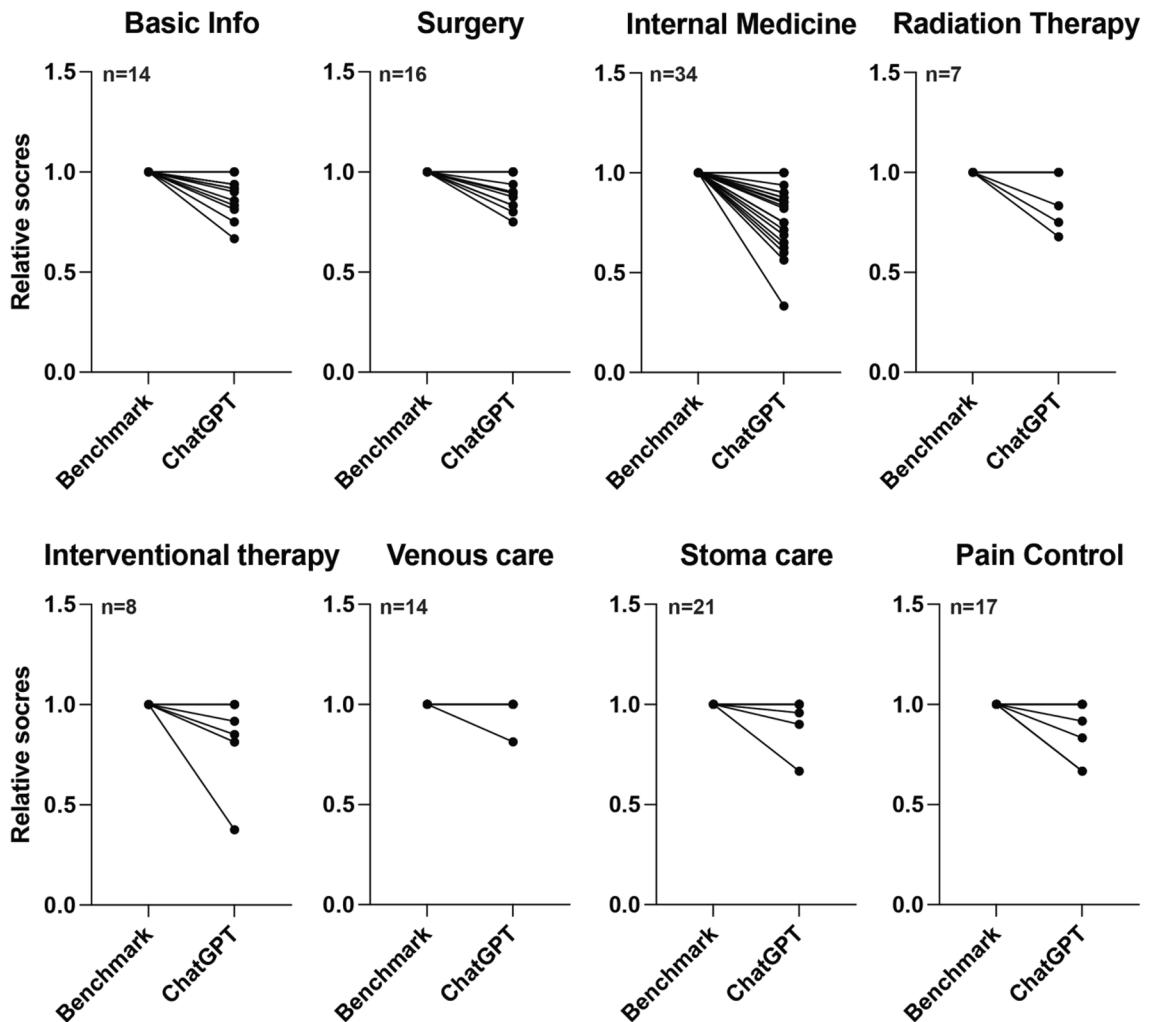 Basic Info
Surgery
Internal Medicine
Radiation Therapy
n=14
n=16
n=34
n=7
Relative socres
1.5
1.0
0.5
0.0
1.5
1.0
0.5
0.0
1.5
1.0
0.5
0.0
1.5
1.0
0.5
0.0
Benchmark
ChatGPT
Benchmark
ChatGPT
Benchmark
ChatGPT
Benchmark
ChatGPT
Interventional therapy
Venous care
Stoma care
Pain Control
n=8
n=14
n=21
n=17
Relative socres
1.5
1.0
0.5
0.0
1.5
1.0
0.5
0.0
1.5
1.0
0.5
0.0
1.5
1.0
0.5
0.0
Benchmark
ChatGPT
Benchmark
ChatGPT
Benchmark
ChatGPT
Benchmark
ChatGPT